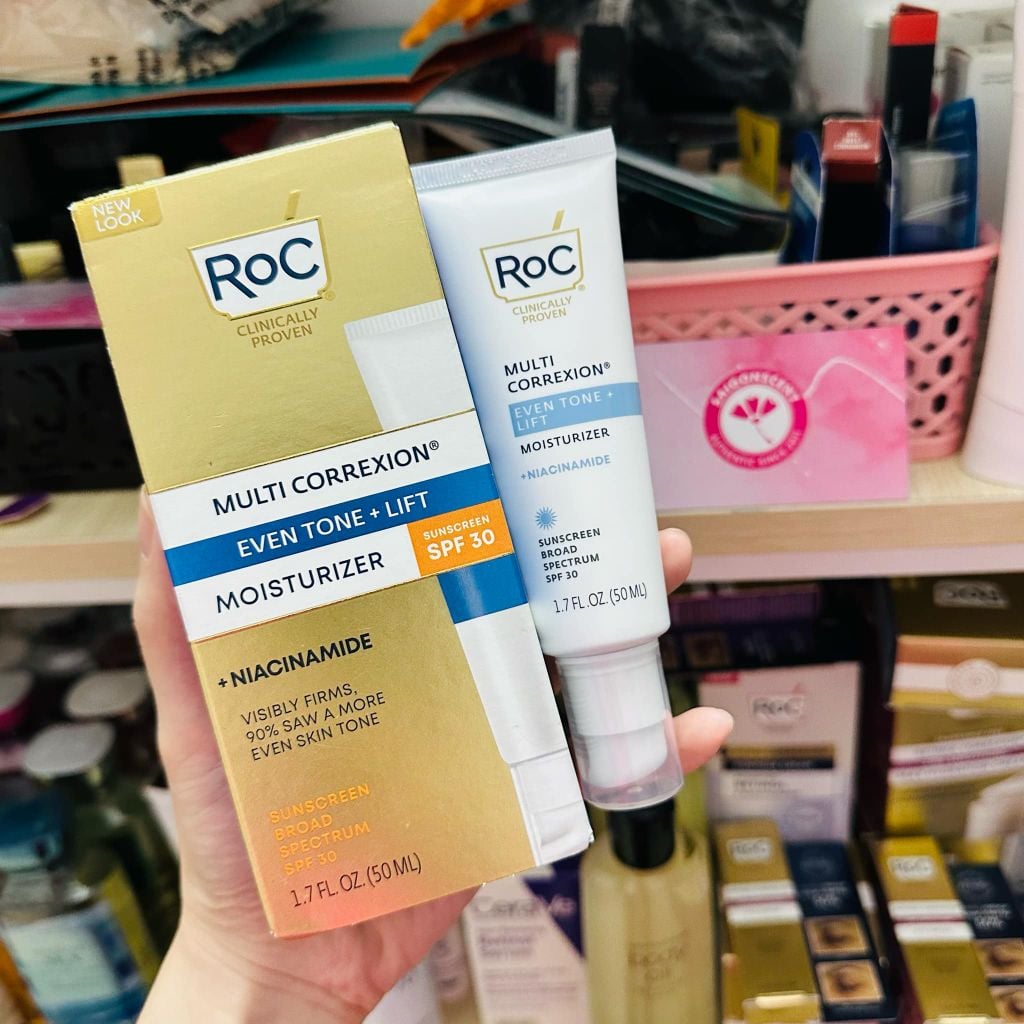 NEW
LOOK
RoC®
CLINICALLY
PROVEN
MULTI CORREXION®
EVEN TONE + LIFT
MOISTURIZER
SUNSCREEN
SPF 30
+ NIACINAMIDE
VISIBLY FIRMS,
90% SAW A MORE
EVEN SKIN TONE
SUNSCREEN
BROAD
SPECTRUM
SPF 30
1.7 FL. OZ. (50 ML)
RoC®
CLINICALLY
PROVEN
MULTI
CORREXION®
EVEN TONE +
LIFT
MOISTURIZER
+NIACINAMIDE
SUNSCREEN
BROAD
SPECTRUM
SPF 30
1.7 FL. OZ. (50 ML)
SAIGONSCENT
RoC
CeraVe
RoC
RoC